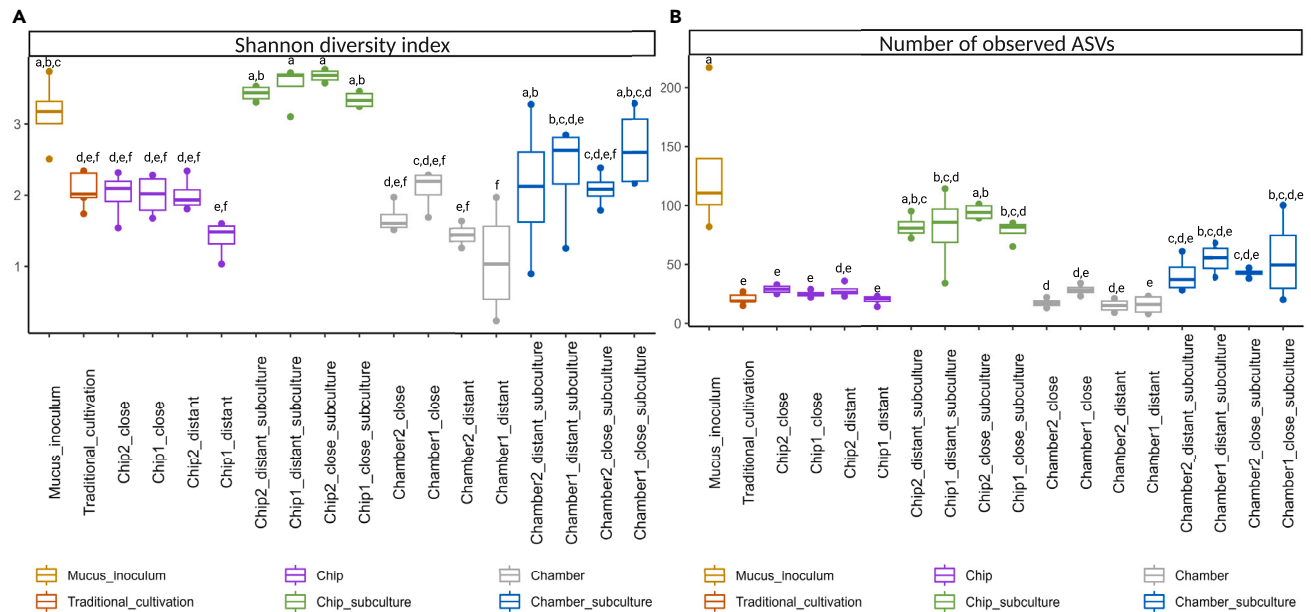 A
Shannon diversity index
a,b,c
d,e,f
d,e,f
d,e,f
d,e,f
e,f
a,b
a
a
a,b
d,e,f
c,d,e,f
e,f
f
a,b
b,c,d,e
c,d,e,f
a,b,c,d
3
2
1
Mucus_inoculum
Traditional_cultivation
Chip2_close
Chip1_close
Chip2_distant
Chip1_distant
Chip2_distant_subculture
Chip1_distant_subculture
Chip2_close_subculture
Chip1_close_subculture
Chamber2_close
Chamber1_close
Chamber2_distant
Chamber1_distant
Chamber2_distant_subculture
Chamber1_distant_subculture
Chamber2_close_subculture
Chamber1_close_subculture
Mucus_inoculum
Chip
Chamber
Traditional_cultivation
Chip_subculture
Chamber_subculture
B
Number of observed ASVs
a
e
e
e
d,e
e
a,b,c
b,c,d
a,b
b,c,d
d
d,e
d,e
d,e
c,d,e
b,c,d,e
c,d,e
b,c,d,e
200
150
100
50
0
Mucus_inoculum
Traditional_cultivation
Chip2_close
Chip1_close
Chip2_distant
Chip1_distant
Chip2_distant_subculture
Chip1_distant_subculture
Chip2_close_subculture
Chip1_close_subculture
Chamber2_close
Chamber1_close
Chamber2_distant
Chamber1_distant
Chamber2_distant_subculture
Chamber1_distant_subculture
Chamber2_close_subculture
Chamber1_close_subculture
Mucus_inoculum
Chip
Chamber
Traditional_cultivation
Chip_subculture
Chamber_subculture